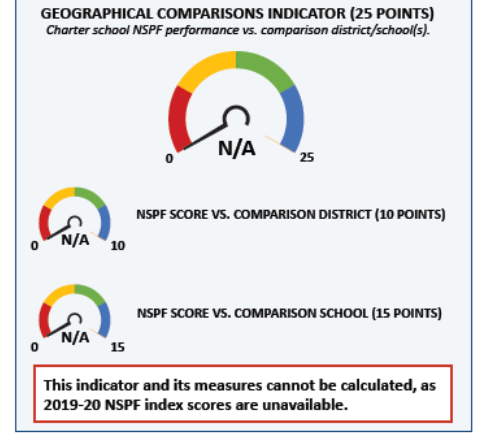 GEOGRAPHICAL COMPARISONS INDICATOR (25 POINTS)
Charter school NSPF performance vs. comparison district/school(s).
N/A
0
25
NSPF SCORE VS. COMPARISON DISTRICT (10 POINTS)
N/A
0
10
NSPF SCORE VS. COMPARISON SCHOOL (15 POINTS)
N/A
0
15
This indicator and its measures cannot be calculated, as
2019-20 NSPF index scores are unavailable.